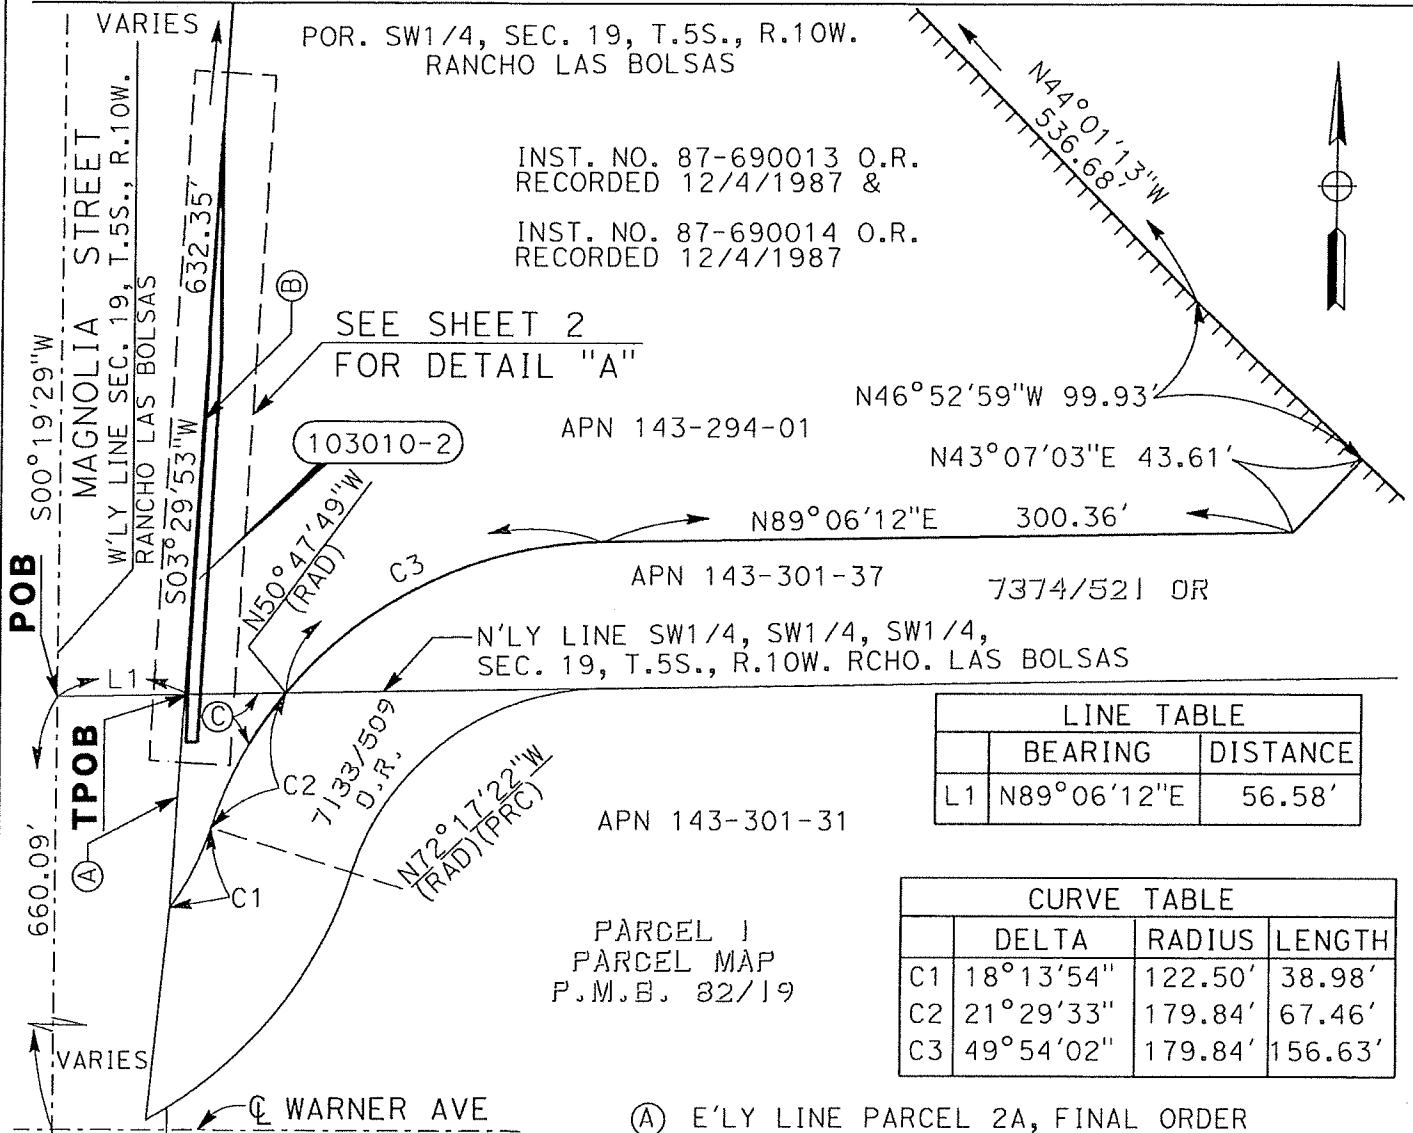 VARIES
POR. SW1/4, SEC. 19, T.5S., R.10W.
RANCHO LAS BOLSAS
N44°01'13"W
536.68'
INST. NO. 87-690013 O.R.
RECORDED 12/4/1987 &
INST. NO. 87-690014 O.R.
RECORDED 12/4/1987
S00°19'29"W
MAGNOLIA STREET
W'LY LINE SEC. 19, T.5S., R.10W.
RANCHO LAS BOLSAS
632.35'
S03°29'53"W
B
SEE SHEET 2
FOR DETAIL "A"
103010-2
APN 143-294-01
N46°52'59"W 99.93'
N43°07'03"E 43.61'
N89°06'12"E 300.36'
N50°47'49"W
(RAD)
C3
APN 143-301-37
7374/521 OR
POB
L1
N'LY LINE SW1/4, SW1/4, SW1/4,
SEC. 19, T.5S., R.10W. RCHO. LAS BOLSAS
TPOB
C
C2
7133/509
O.R.
N72°17'22"W
(RAD)(PRC)
A
C1
660.09'
APN 143-301-31
LINE TABLE
BEARING DISTANCE
L1 N89°06'12"E 56.58'
PARCEL 1
PARCEL MAP
P.M.B. 82/19
CURVE TABLE
DELTA RADIUS LENGTH
C1 18°13'54" 122.50' 38.98'
C2 21°29'33" 179.84' 67.46'
C3 49°54'02" 179.84' 156.63'
VARIES
℄ WARNER AVE
A E'LY LINE PARCEL 2A, FINAL ORDER